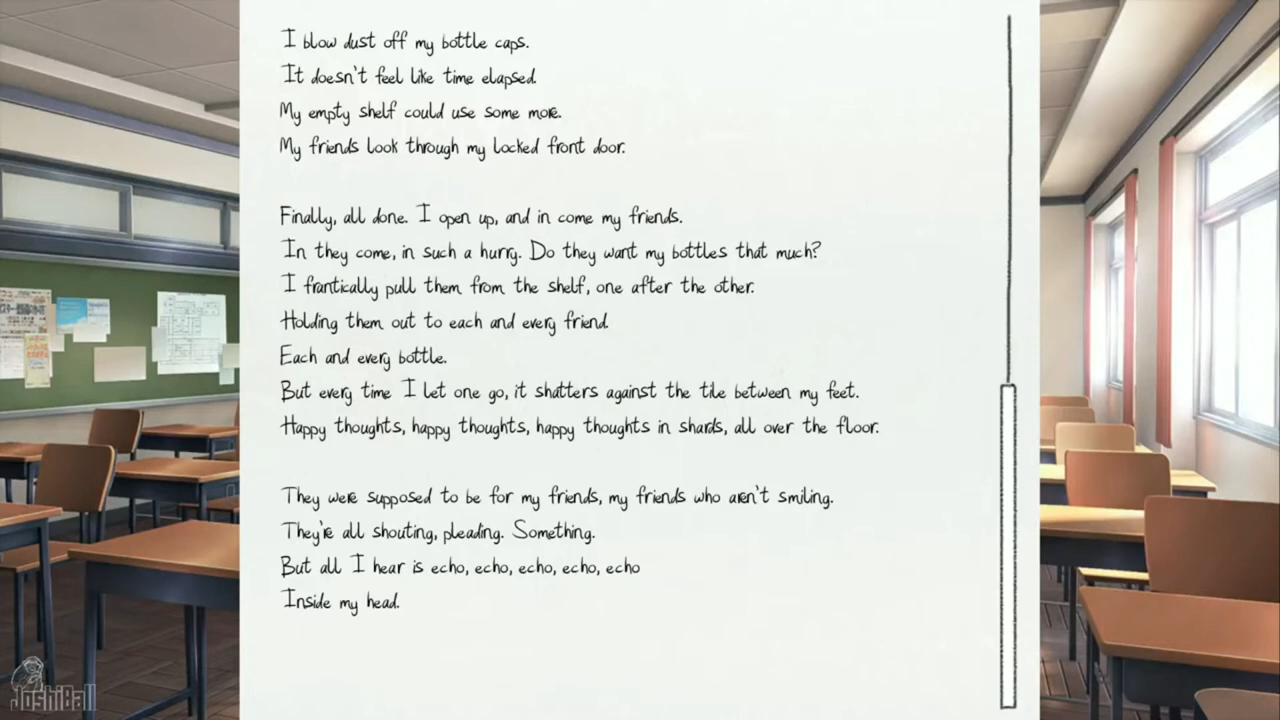 I blow dust off my bottle caps.
It doesn't feel like time elapsed.
My empty shelf could use some more.
My friends look through my locked front door.
Finally, all done. I open up, and in come my friends.
In they come, in such a hurry. Do they want my bottles that much?
I frantically pull them from the shelf, one after the other.
Holding them out to each and every friend.
Each and every bottle.
But every time I let one go, it shatters against the tile between my feet.
Happy thoughts, happy thoughts, happy thoughts in shards, all over the floor.
They were supposed to be for my friends, my friends who aren't smiling.
They're all shouting, pleading. Something.
But all I hear is echo, echo, echo, echo, echo
Inside my head.
JoshiBall